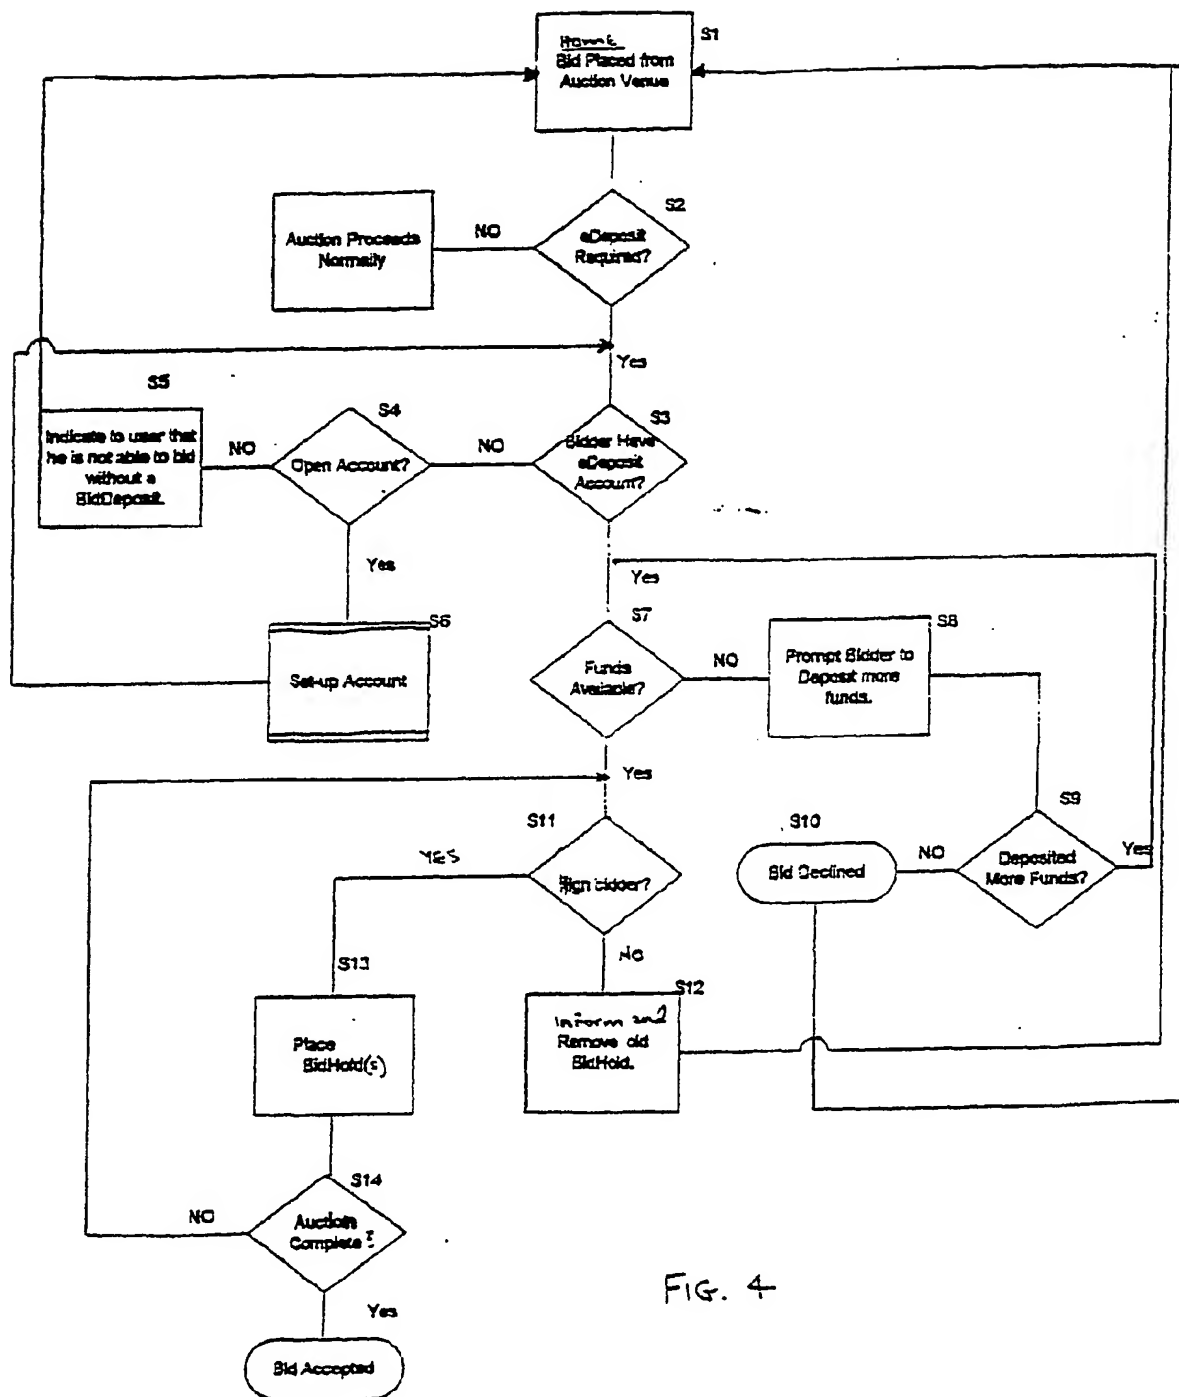 S1
Home
Bid Placed from
Auction Venue
S2
eDeposit
Required?
NO
Auction Proceeds
Normally
Yes
S3
Bidder Have
eDeposit
Account?
NO
S4
Open Account?
NO
S5
Indicate to user that
he is not able to bid
without a
BidDeposit.
Yes
S6
Set-up Account
Yes
S7
Funds
Available?
NO
S8
Prompt Bidder to
Deposit more
funds.
S9
Deposited
More Funds?
Yes
NO
S10
Bid Declined
Yes
S11
High bidder?
YES
NO
S12
Inform and
Remove old
BidHold.
S13
Place
BidHold(s)
S14
Auction
Complete?
NO
Yes
Bid Accepted
FIG. 4